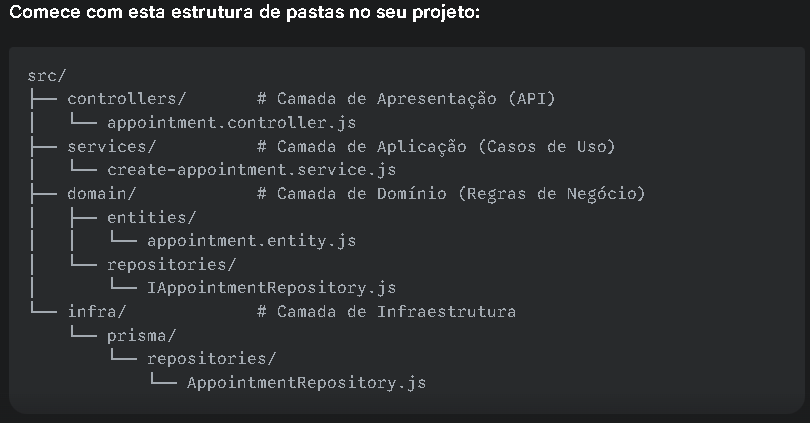 Comece com esta estrutura de pastas no seu projeto:
src/
├── controllers/       # Camada de Apresentação (API)
│   └── appointment.controller.js
├── services/          # Camada de Aplicação (Casos de Uso)
│   └── create-appointment.service.js
├── domain/            # Camada de Domínio (Regras de Negócio)
│   ├── entities/
│   │   └── appointment.entity.js
│   └── repositories/
│       └── IAppointmentRepository.js
└── infra/             # Camada de Infraestrutura
    └── prisma/
        └── repositories/
            └── AppointmentRepository.js